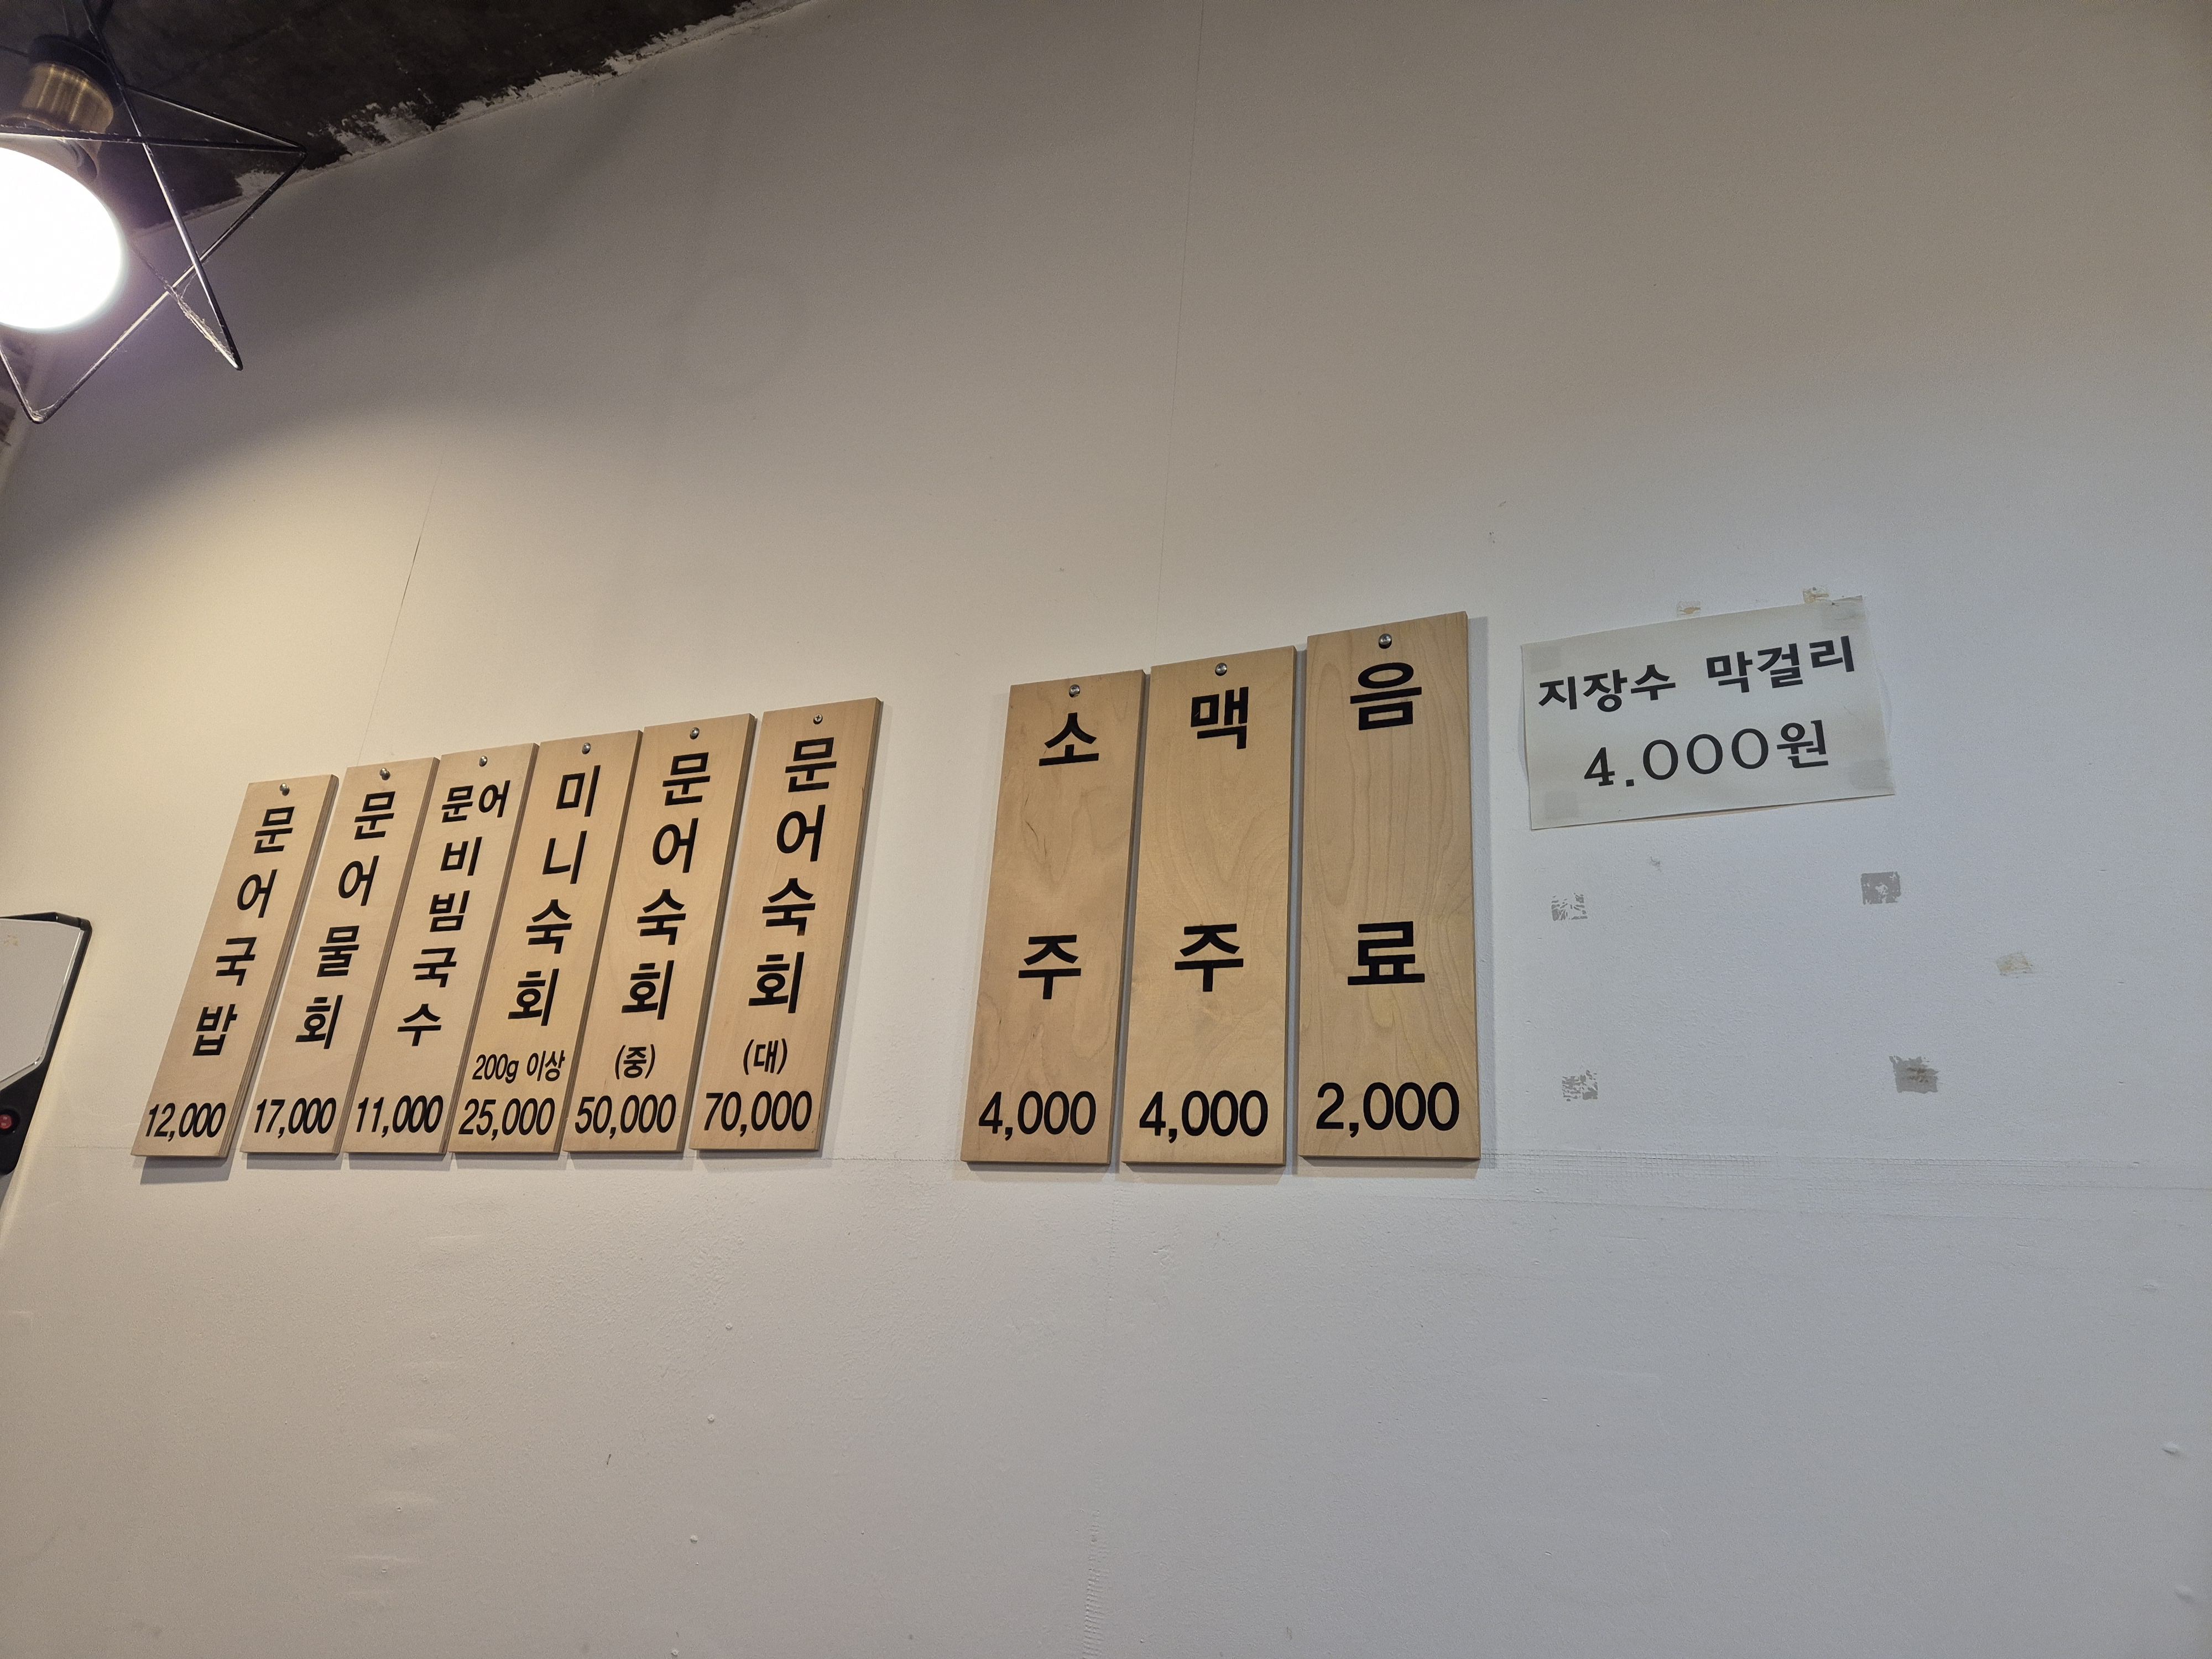 문어국밥
12,000
문어물회
17,000
문어
비빔국수
11,000
미니숙회
200g 이상
25,000
문어숙회
(중)
50,000
문어숙회
(대)
70,000
소주
4,000
맥주
4,000
음료
2,000
지장수 막걸리
4.000원